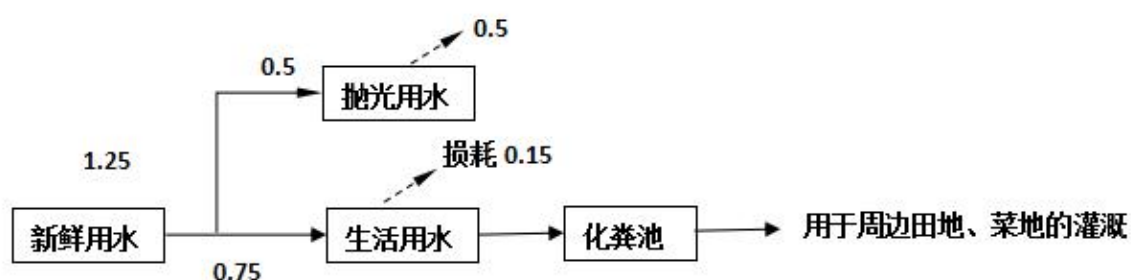 0.5
0.5
抛光用水
损耗 0.15
1.25
新鲜用水
生活用水
化粪池
用于周边田地、菜地的灌溉
0.75